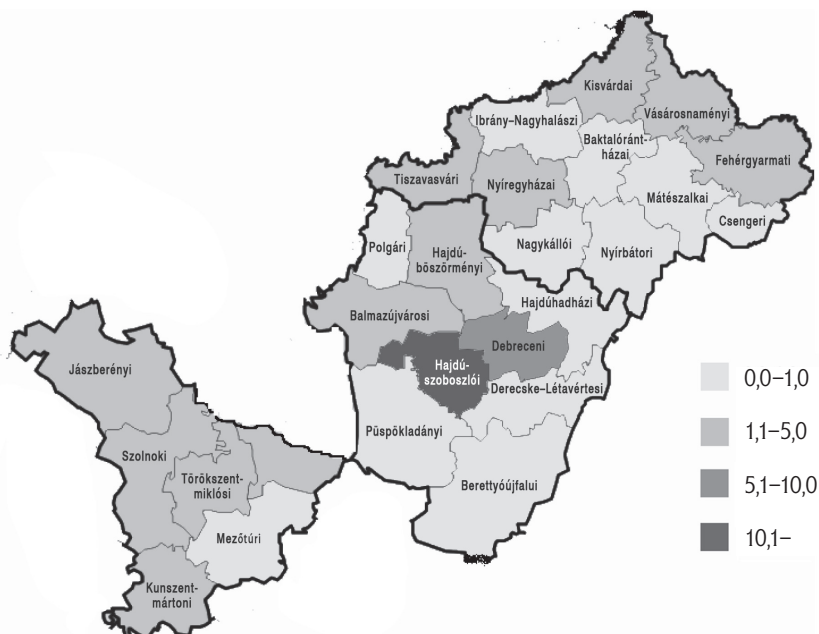 Kisvárdai
Vásárosnaményi
Ibrány–Nagyhalászi
Baktalóránt-
házai
Fehérgyarmati
Tiszavasvári
Nyíregyházai
Mátészalkai
Csengeri
Polgári
Nagykállói
Nyírbátori
Hajdú-
böszörményi
Hajdúhadházi
Balmazújvárosi
Debreceni
Jászberényi
Hajdú-
szoboszlói
Derecske–Létavértesi
Püspökladányi
Szolnoki
Törökszent-
miklósi
Berettyóújfalui
Mezőtúri
Kunszent-
mártoni
0,0–1,0
1,1–5,0
5,1–10,0
10,1–